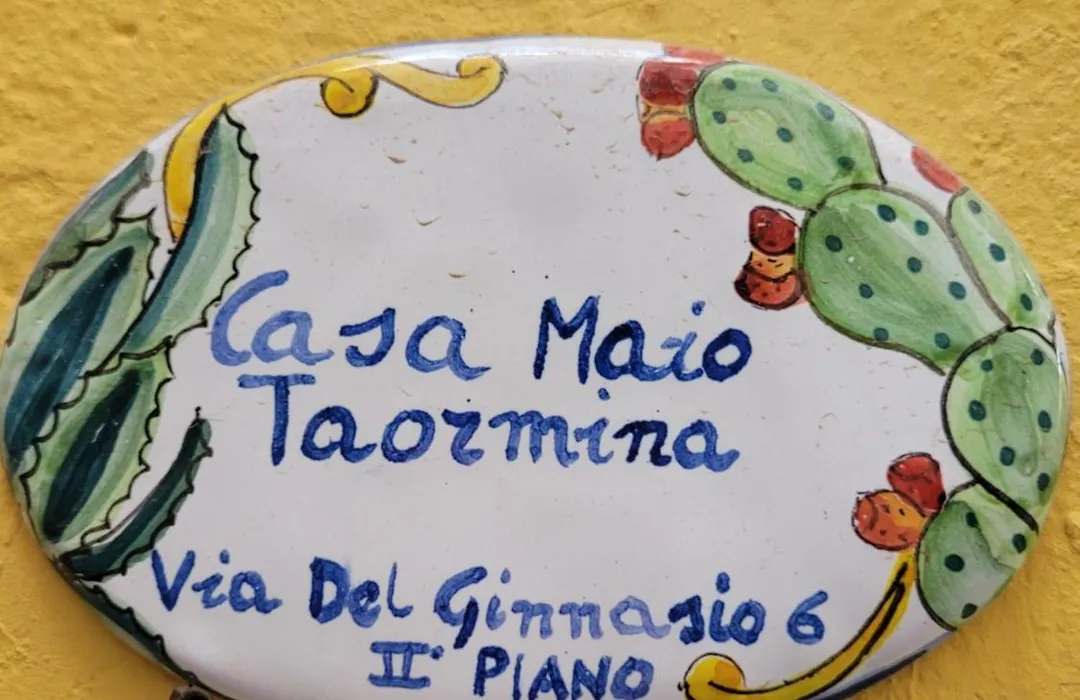 Casa Maio
Taormina
Via Del Ginnasio 6
II° PIANO